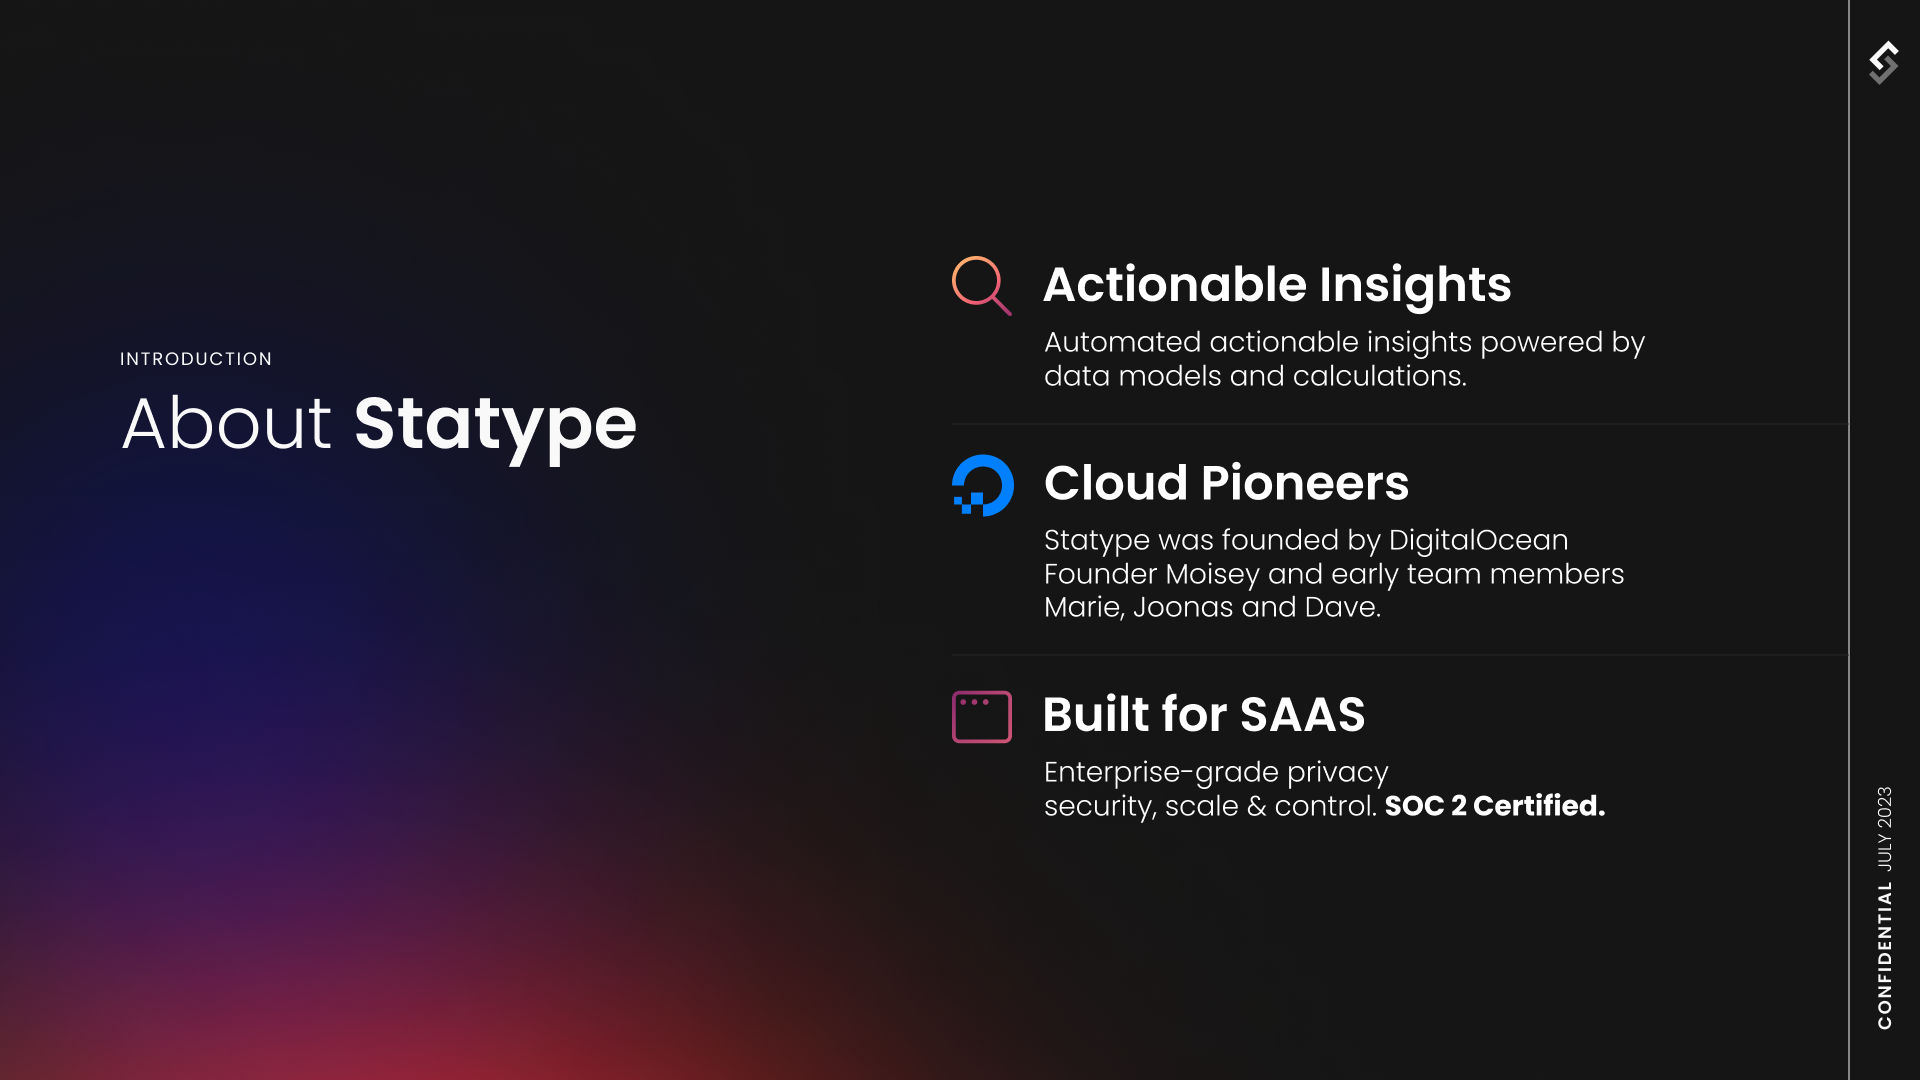 INTRODUCTION
About Statype
Actionable Insights
Automated actionable insights powered by
data models and calculations.
Cloud Pioneers
Statype was founded by DigitalOcean
Founder Moisey and early team members
Marie, Joonas and Dave.
Built for SAAS
Enterprise-grade privacy
security, scale & control. SOC 2 Certified.
CONFIDENTIAL JULY 2023